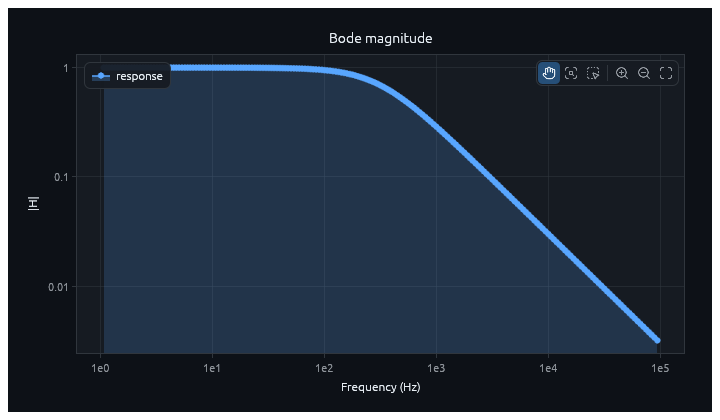 Bode magnitude
response
1
0.1
0.01
|H|
1e0 1e1 1e2 1e3 1e4 1e5
Frequency (Hz)